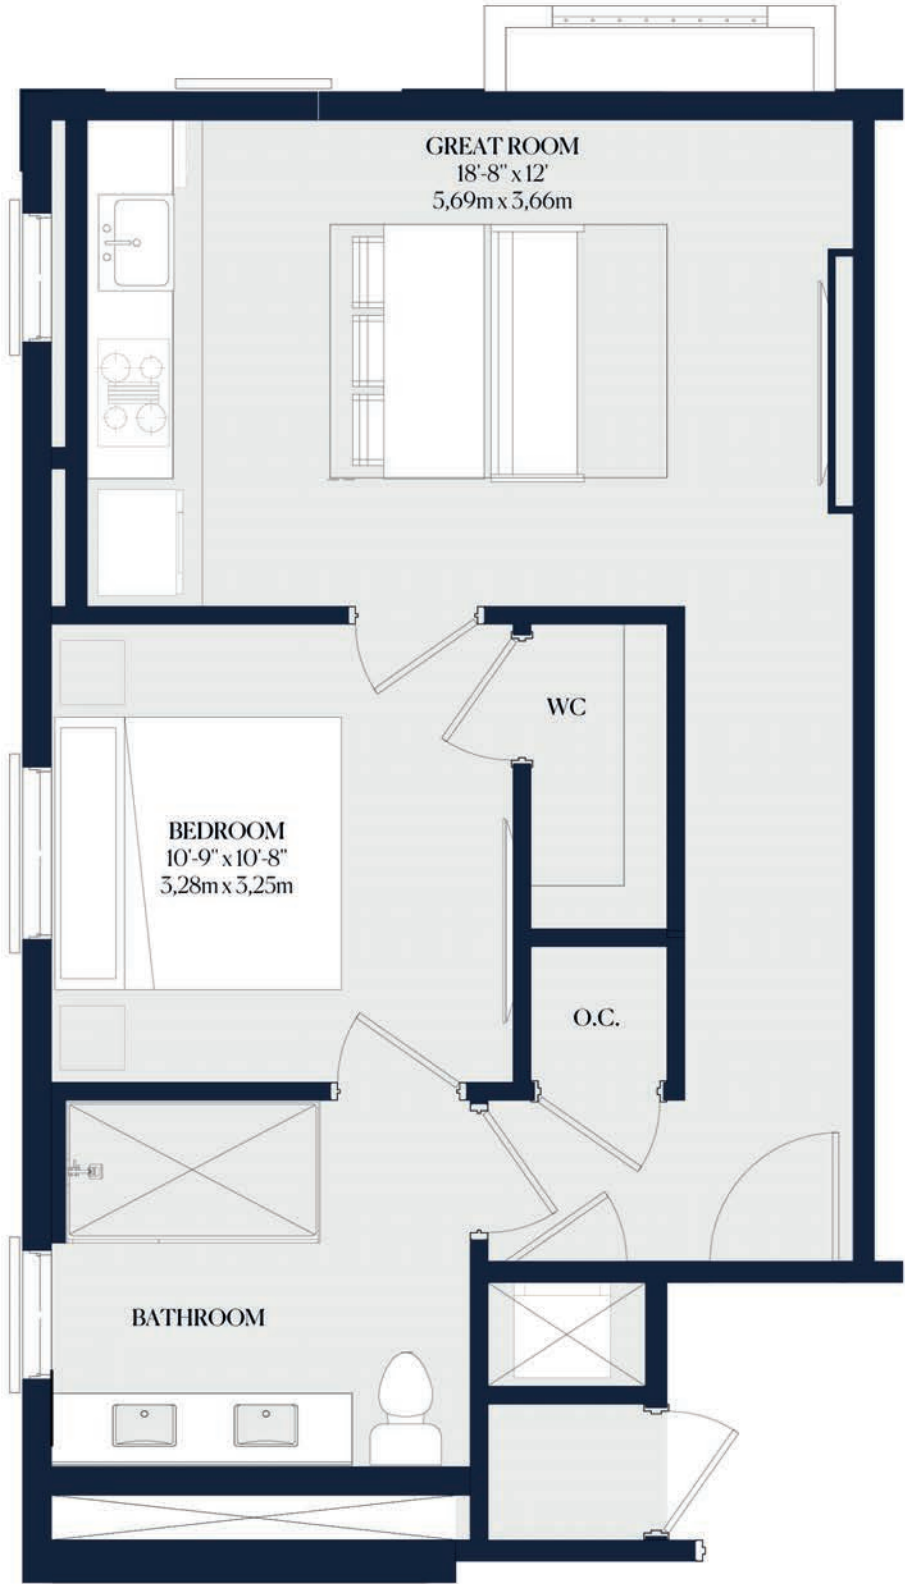 GREAT ROOM
18'-8" x 12'
5,69m x 3,66m
WC
BEDROOM
10'-9" x 10'-8"
3,28m x 3,25m
O.C.
BATHROOM